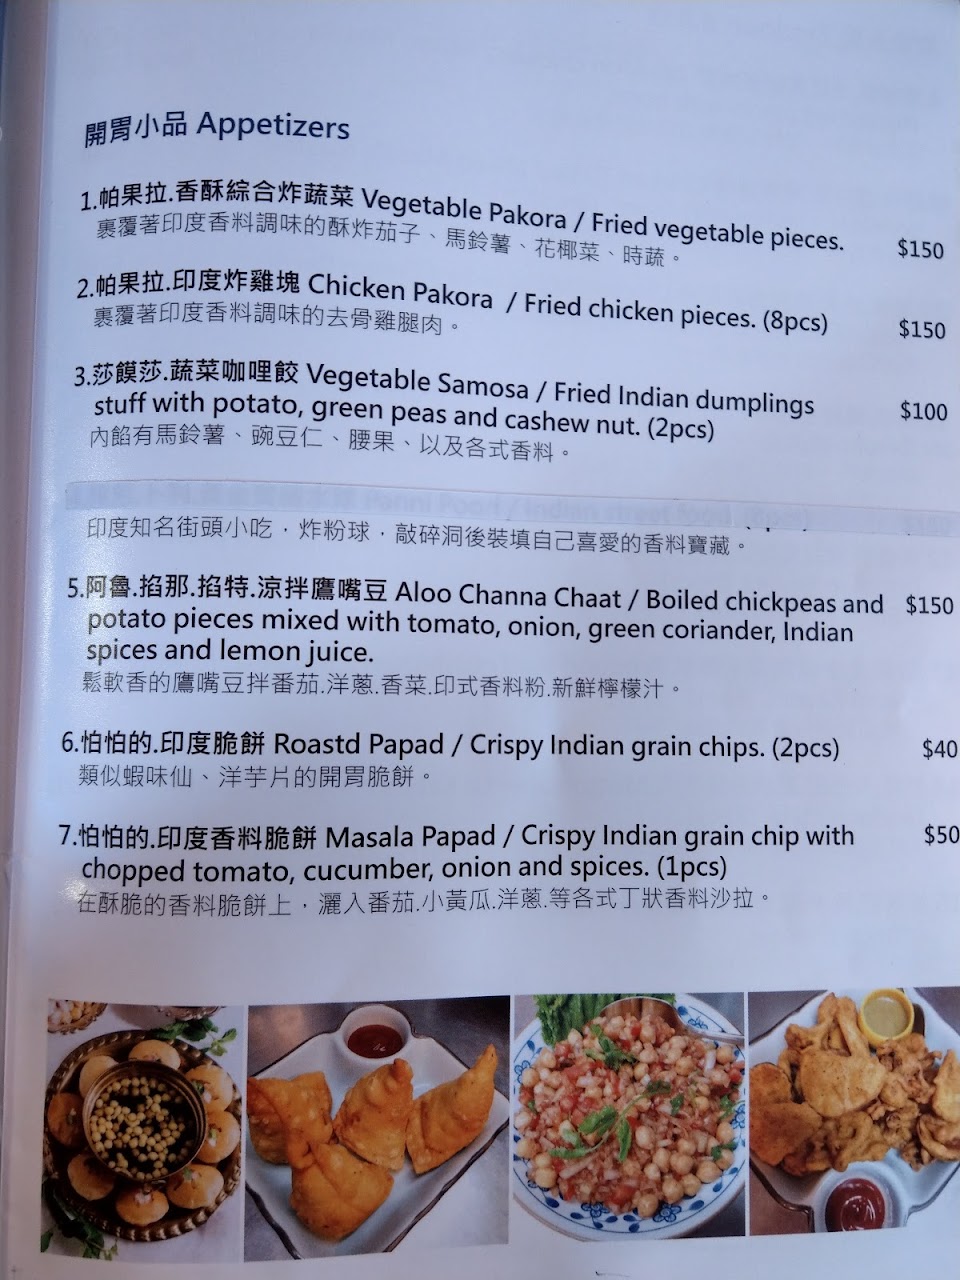 開胃小品 Appetizers
1.帕果拉.香酥綜合炸蔬菜 Vegetable Pakora / Fried vegetable pieces. $150
裹覆著印度香料調味的酥炸茄子、馬鈴薯、花椰菜、時蔬。
2.帕果拉.印度炸雞塊 Chicken Pakora / Fried chicken pieces. (8pcs) $150
裹覆著印度香料調味的去骨雞腿肉。
3.莎饃莎.蔬菜咖哩餃 Vegetable Samosa / Fried Indian dumplings $100
stuff with potato, green peas and cashew nut. (2pcs)
內餡有馬鈴薯、豌豆仁、腰果、以及各式香料。
Panni Poori / Indian street food.
印度知名街頭小吃，炸粉球，敲碎洞後裝填自己喜愛的香料寶藏。
5.阿魯.掐那.掐特.涼拌鷹嘴豆 Aloo Channa Chaat / Boiled chickpeas and $150
potato pieces mixed with tomato, onion, green coriander, Indian
spices and lemon juice.
鬆軟香的鷹嘴豆拌番茄.洋蔥.香菜.印式香料粉.新鮮檸檬汁。
6.怕怕的.印度脆餅 Roastd Papad / Crispy Indian grain chips. (2pcs) $40
類似蝦味仙、洋芋片的開胃脆餅。
7.怕怕的.印度香料脆餅 Masala Papad / Crispy Indian grain chip with $50
chopped tomato, cucumber, onion and spices. (1pcs)
在酥脆的香料脆餅上，灑入番茄.小黃瓜.洋蔥.等各式丁狀香料沙拉。